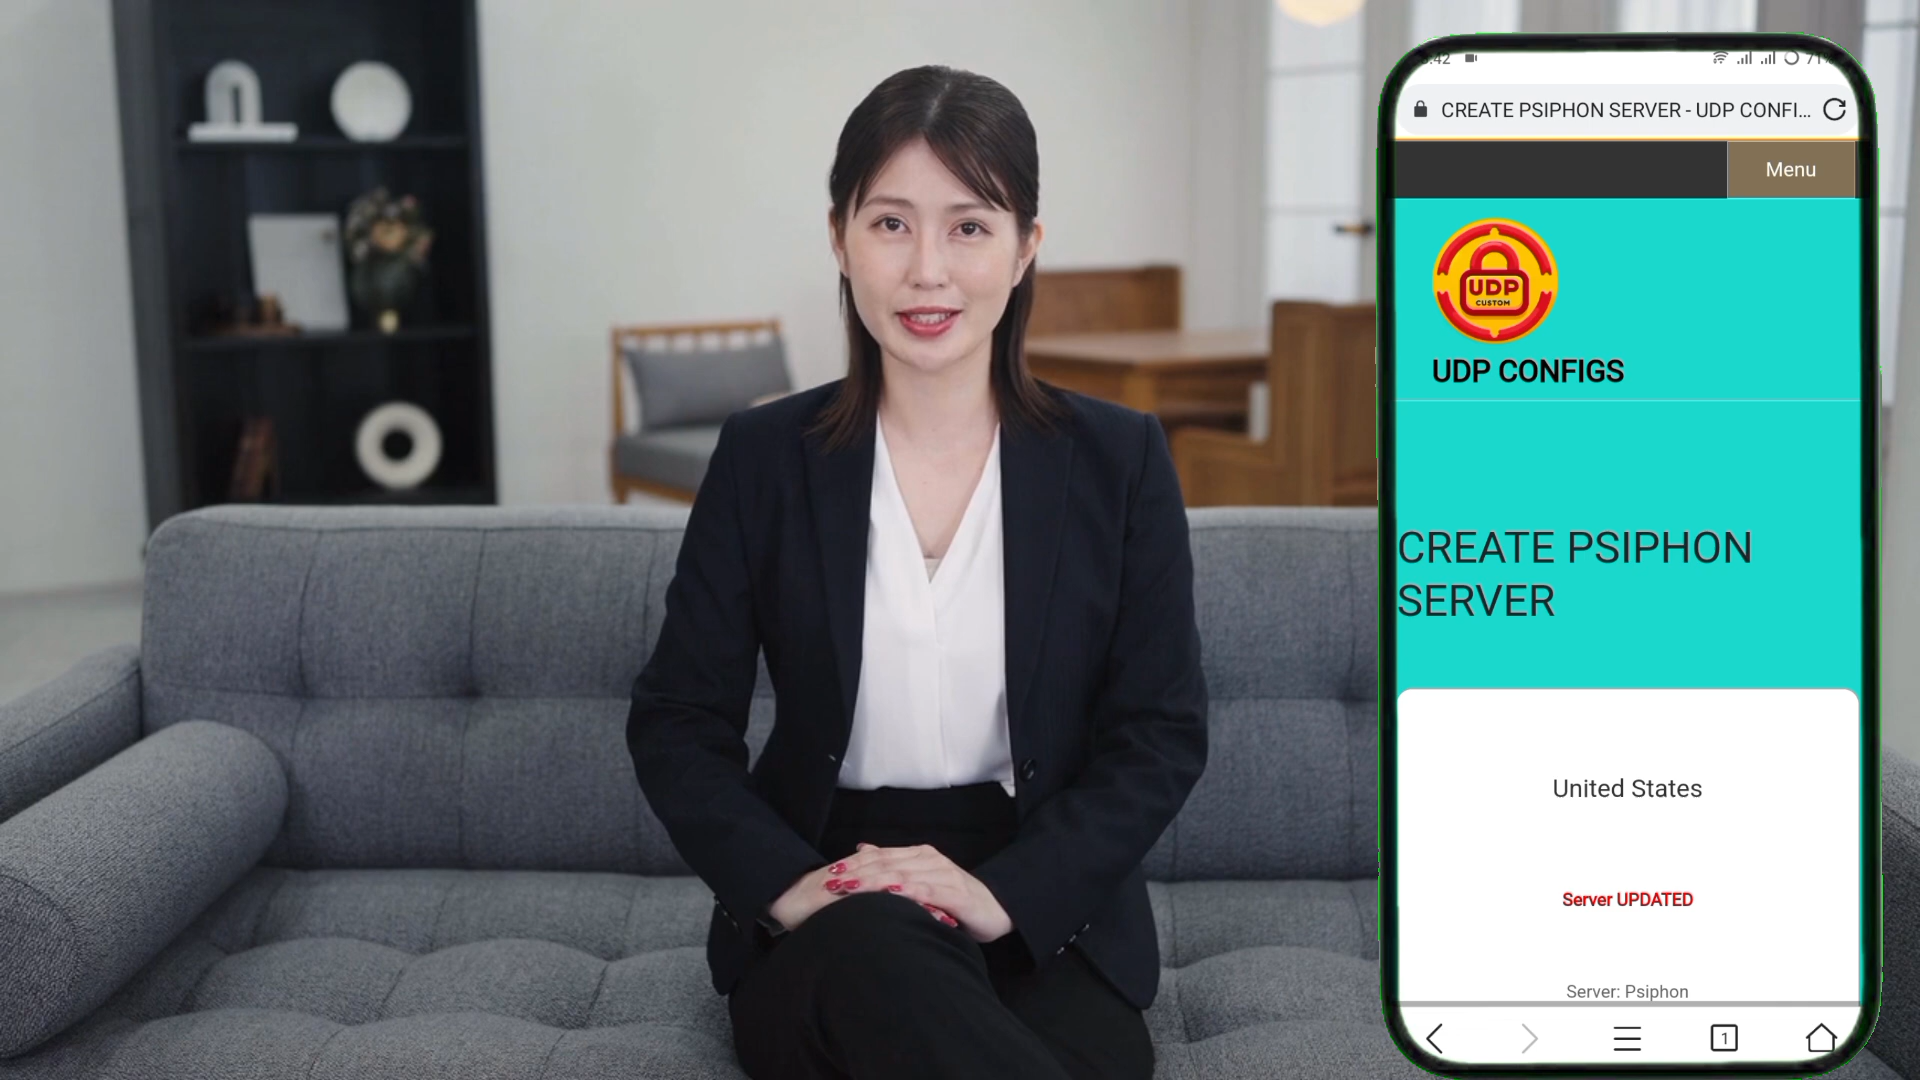 CREATE PSIPHON SERVER - UDP CONFI...
Menu
UDP
CUSTOM
UDP CONFIGS
CREATE PSIPHON
SERVER
United States
Server UPDATED
Server: Psiphon
1